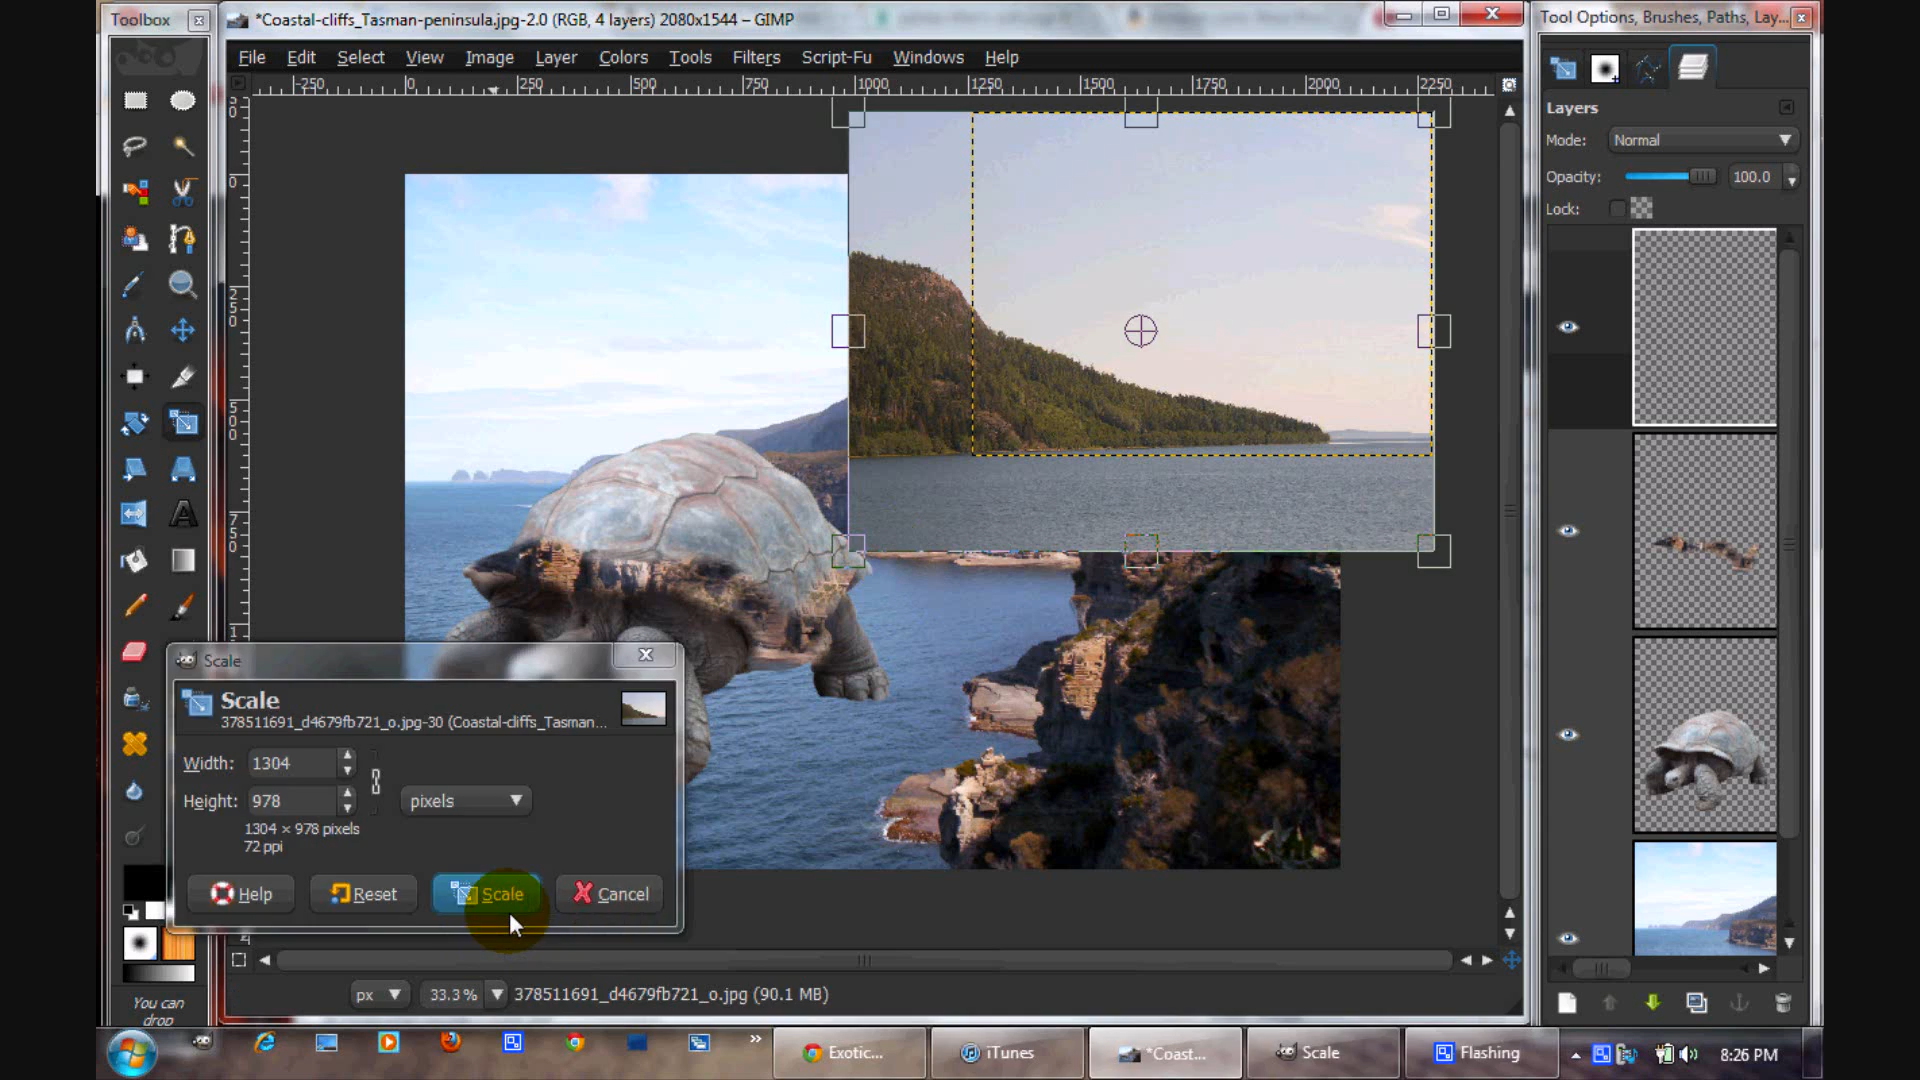 Toolbox
*Coastal-cliffs_Tasman-peninsula.jpg-2.0 (RGB, 4 layers) 2080x1544 – GIMP
Tool Options, Brushes, Paths, Lay...
File Edit Select View Image Layer Colors Tools Filters Script-Fu Windows Help
-250 0 250 500 750 1000 1250 1500 1750 2000 2250
0
250
500
750
Layers
Mode: Normal
Opacity: 100.0
Lock:
Scale
Scale
378511691_d4679fb721_o.jpg-30 (Coastal-cliffs_Tasman...
Width: 1304
Height: 978 pixels
1304 × 978 pixels
72 ppi
Help Reset Scale Cancel
You can
drop
px 33.3 % 378511691_d4679fb721_o.jpg (90.1 MB)
Exotic... iTunes *Coast... Scale Flashing 8:26 PM